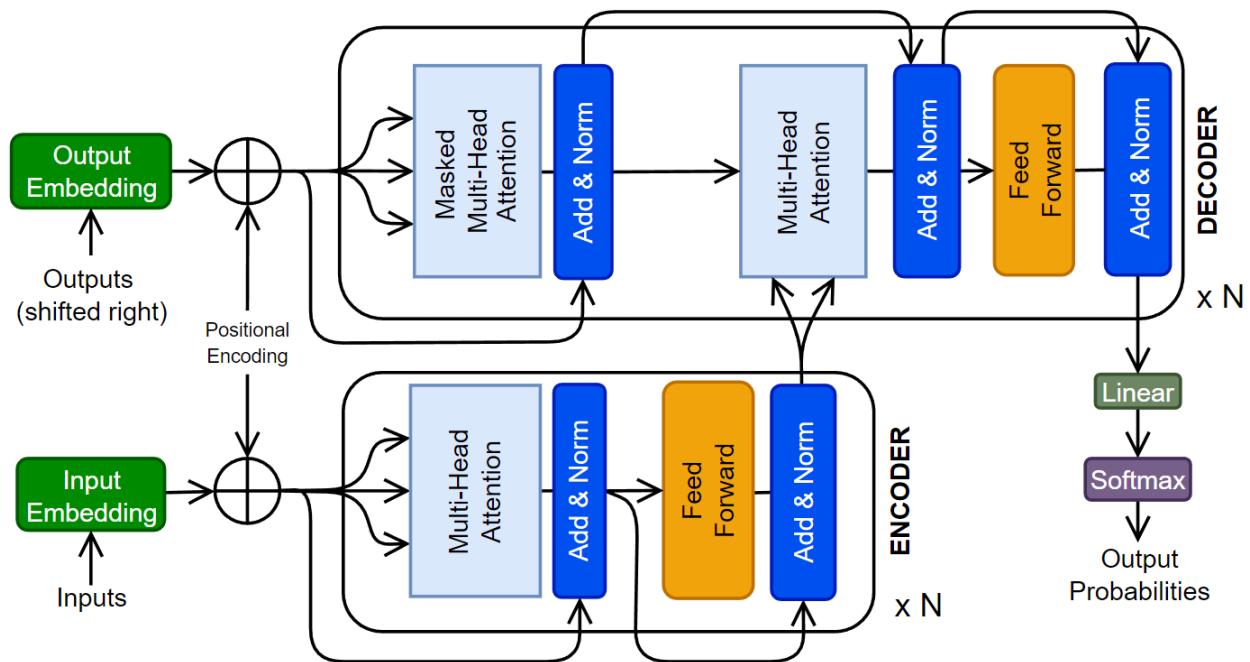 Output
Embedding
Outputs
(shifted right)
Masked
Multi-Head
Attention
Add & Norm
Multi-Head
Attention
Add & Norm
Feed
Forward
Add & Norm
DECODER
x N
Positional
Encoding
Input
Embedding
Inputs
Multi-Head
Attention
Add & Norm
Feed
Forward
Add & Norm
ENCODER
x N
Linear
Softmax
Output
Probabilities